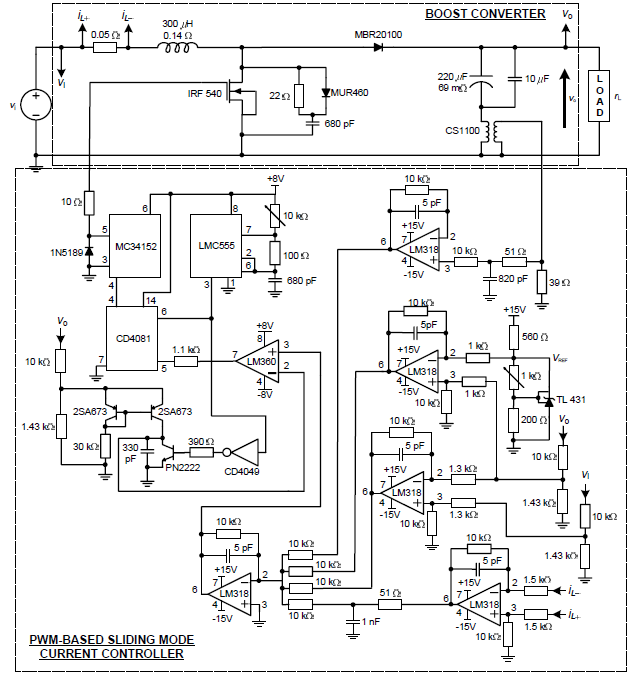 BOOST CONVERTER
iL+ iL-
0.05 Ω
300 μH
0.14 Ω
MBR20100
Vo
vi
Vi
IRF 540
22 Ω
MUR460
680 pF
220 μF
69 mΩ
10 μF
CS1100
vo
LOAD
rL
10 Ω
1N5189
5
3
6
MC34152
4
8
LMC555
7
2
6
3
1
+8V
10 kΩ
100 Ω
680 pF
4
14
CD4081
6
7
5
1.1 kΩ
+8V
8
3
7
LM360
2
4
-8V
Vo
10 kΩ
2SA673
2SA673
1.43 kΩ
30 kΩ
330 pF
PN2222
390 Ω
CD4049
10 kΩ
5 pF
+15V
6
7
2
LM318
4
3
-15V
10 kΩ
51 Ω
820 pF
39 Ω
10 kΩ
5pF
+15V
6
7
2
LM318
4
3
-15V
10 kΩ
1 kΩ
1 kΩ
+15V
560 Ω
VREF
1 kΩ
TL 431
200 Ω
Vo
10 kΩ
1.43 kΩ
10 kΩ
5 pF
+15V
7
2
6
LM318
4
3
-15V
10 kΩ
1.3 kΩ
1.3 kΩ
Vi
10 kΩ
1.43 kΩ
10 kΩ
5 pF
+15V
6
7
2
LM318
4
3
-15V
10 kΩ
10 kΩ
10 kΩ
10 kΩ
51 Ω
1 nF
10 kΩ
5 pF
+15V
6
7
2
LM318
4
3
-15V
10 kΩ
1.5 kΩ
iL-
1.5 kΩ
iL+
PWM-BASED SLIDING MODE
CURRENT CONTROLLER